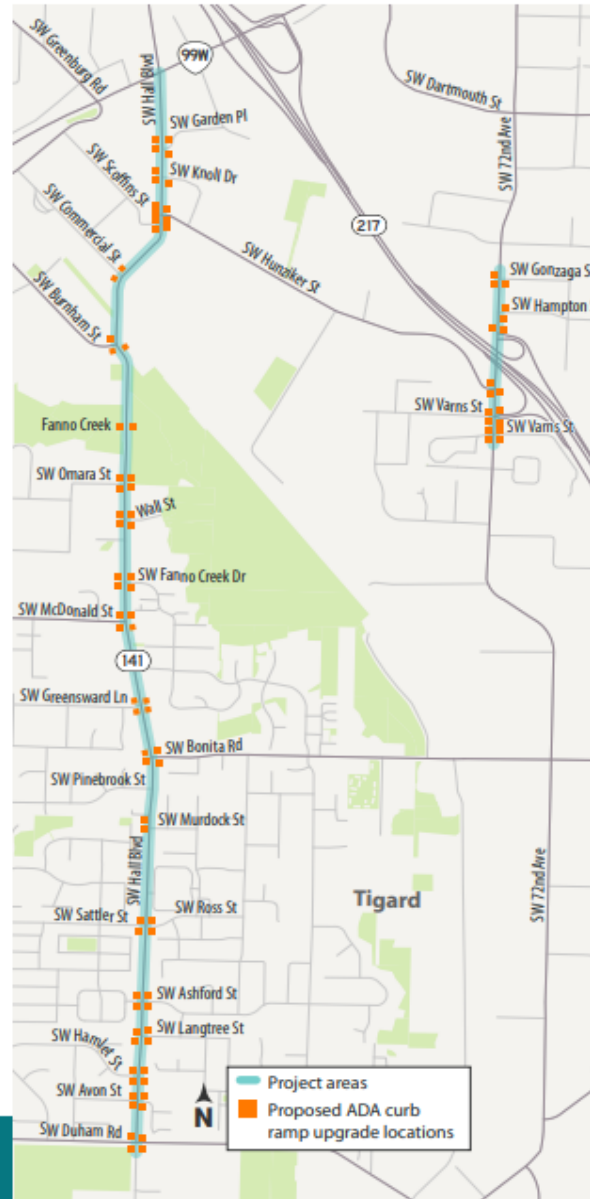 SW Greenburg Rd
SW Hall Blvd
99W
SW Dartmouth St
SW 72nd Ave
SW Garden Pl
SW Scoffins St
SW Knoll Dr
SW Commercial St
217
SW Hunziker St
SW Gonzaga S
SW Hampton
SW Burnham St
SW Varns St
SW Varns St
Fanno Creek
SW Omara St
Wall St
SW Fanno Creek Dr
SW McDonald St
141
SW Greensward Ln
SW Bonita Rd
SW Pinebrook St
SW Murdock St
SW Hall Blvd
Tigard
SW 72nd Ave
SW Sattler St
SW Ross St
SW Ashford St
SW Langtree St
SW Hamlet St
SW Avon St
SW Duham Rd
N
Project areas
Proposed ADA curb
ramp upgrade locations